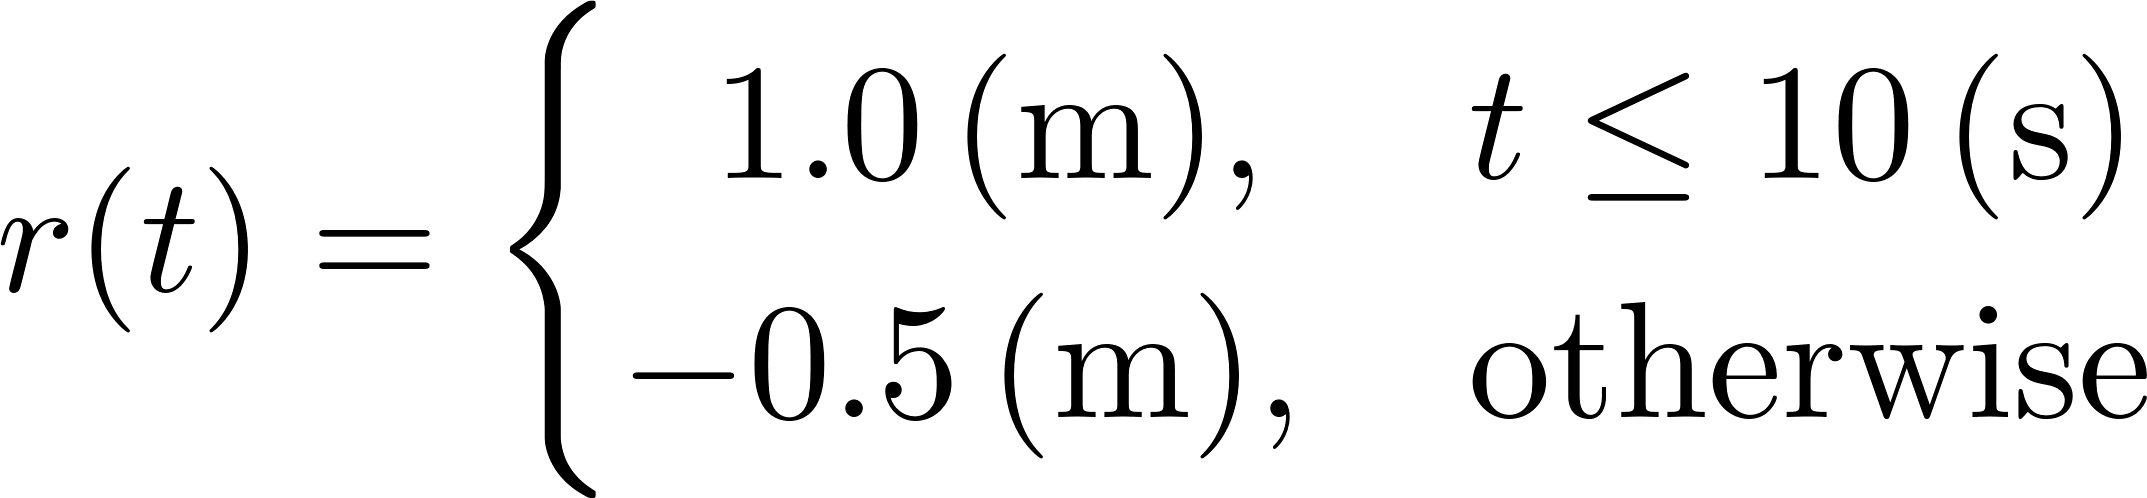 r(t) = { 1.0 (m), t ≤ 10 (s)
−0.5 (m), otherwise